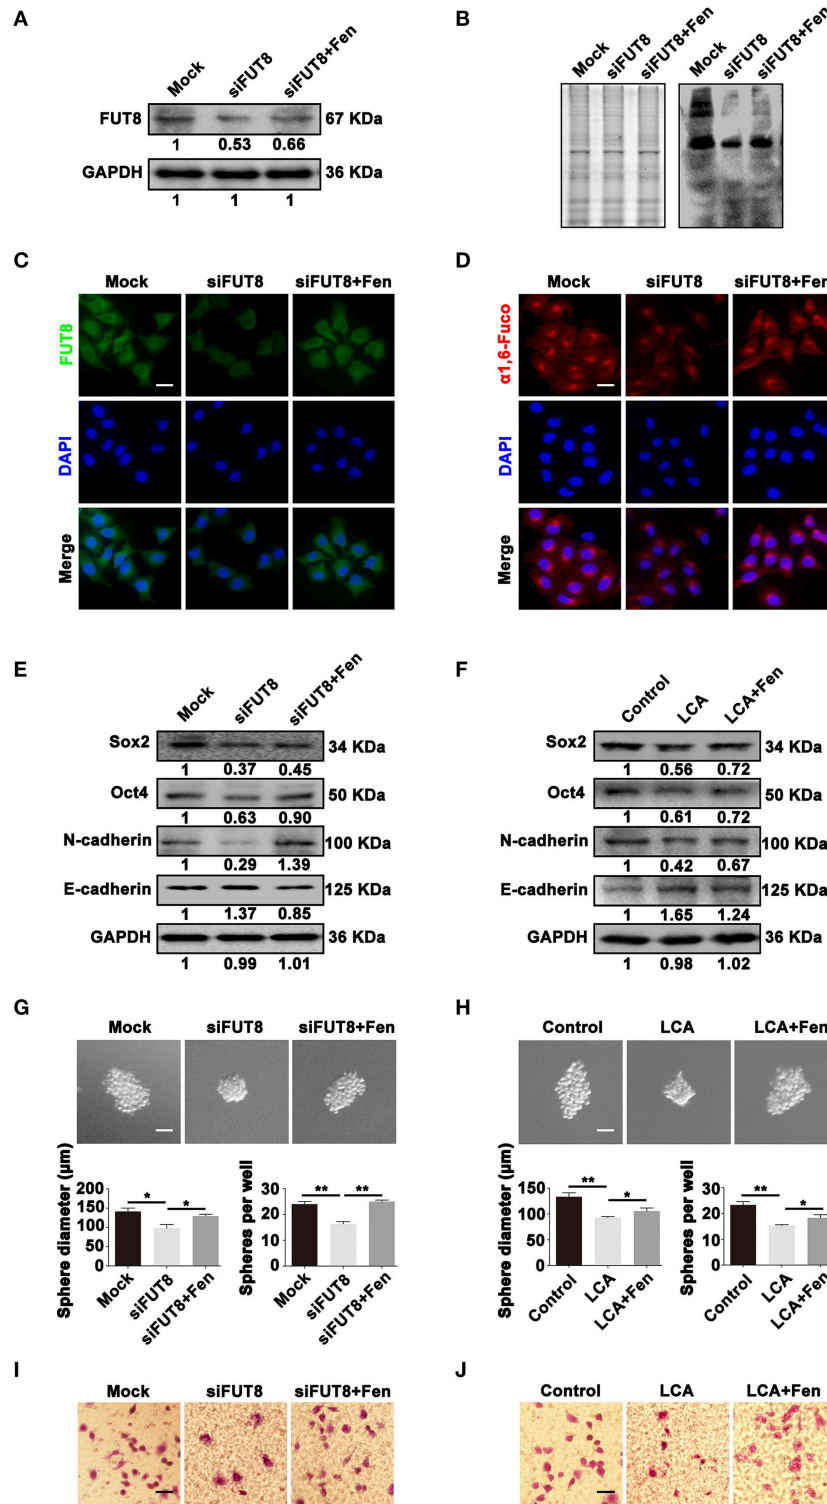 A
Mock siFUT8 siFUT8+Fen
FUT8 67 KDa
1 0.53 0.66
GAPDH 36 KDa
1 1 1
B
Mock siFUT8 siFUT8+Fen Mock siFUT8 siFUT8+Fen
C
Mock siFUT8 siFUT8+Fen
FUT8
DAPI
Merge
D
Mock siFUT8 siFUT8+Fen
α1,6-Fuco
DAPI
Merge
E
Mock siFUT8 siFUT8+Fen
Sox2 34 KDa
1 0.37 0.45
Oct4 50 KDa
1 0.63 0.90
N-cadherin 100 KDa
1 0.29 1.39
E-cadherin 125 KDa
1 1.37 0.85
GAPDH 36 KDa
1 0.99 1.01
F
Control LCA LCA+Fen
Sox2 34 KDa
1 0.56 0.72
Oct4 50 KDa
1 0.61 0.72
N-cadherin 100 KDa
1 0.42 0.67
E-cadherin 125 KDa
1 1.65 1.24
GAPDH 36 KDa
1 0.98 1.02
G
Mock siFUT8 siFUT8+Fen
Sphere diameter (μm)
200
150
100
50
0
* *
Mock siFUT8 siFUT8+Fen
Spheres per well
30
20
10
0
** **
Mock siFUT8 siFUT8+Fen
H
Control LCA LCA+Fen
Sphere diameter (μm)
150
100
50
0
** *
Control LCA LCA+Fen
Spheres per well
30
20
10
0
** *
Control LCA LCA+Fen
I
Mock siFUT8 siFUT8+Fen
J
Control LCA LCA+Fen